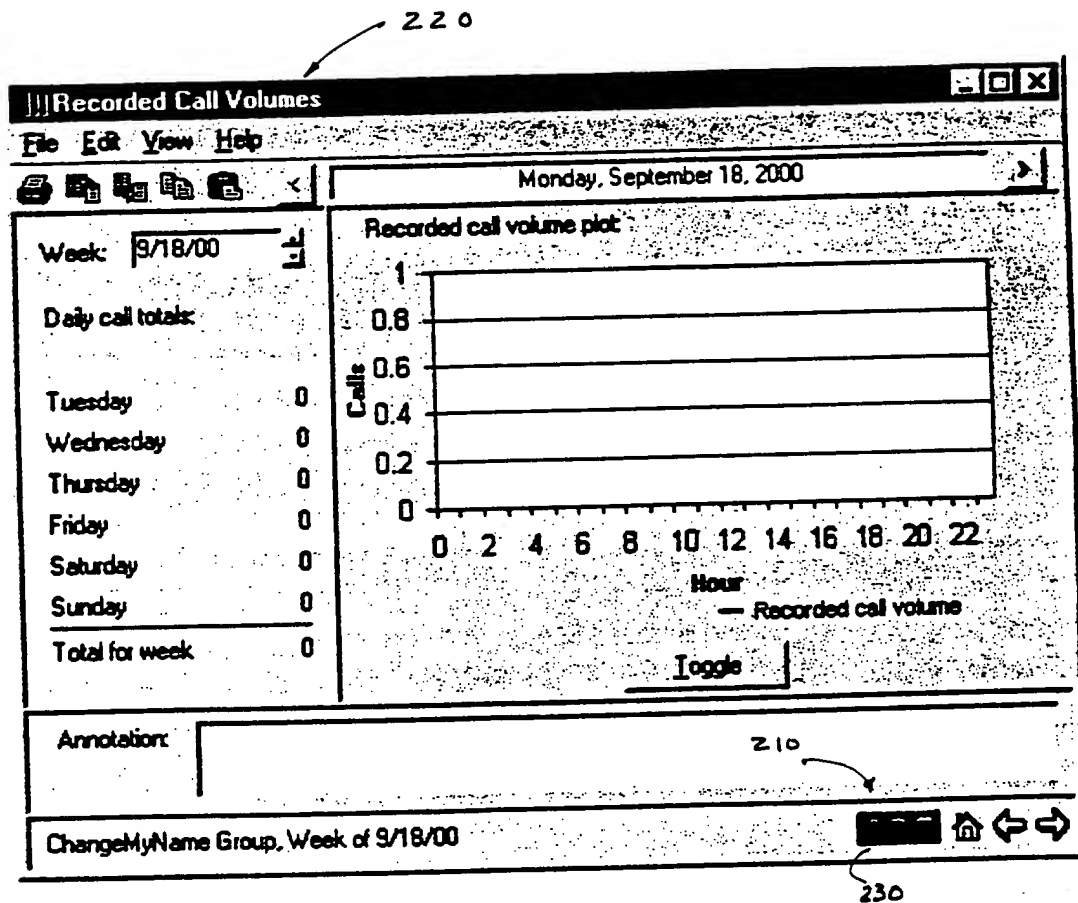 220
Recorded Call Volumes
File Edit View Help
Monday, September 18, 2000
Week: 9/18/00
Daily call totals:
Tuesday 0
Wednesday 0
Thursday 0
Friday 0
Saturday 0
Sunday 0
Total for week 0
Recorded call volume plot:
Calls
1
0.8
0.6
0.4
0.2
0
0 2 4 6 8 10 12 14 16 18 20 22
Hour
Recorded call volume
Toggle
Annotation:
210
ChangeMyName Group, Week of 9/18/00
230